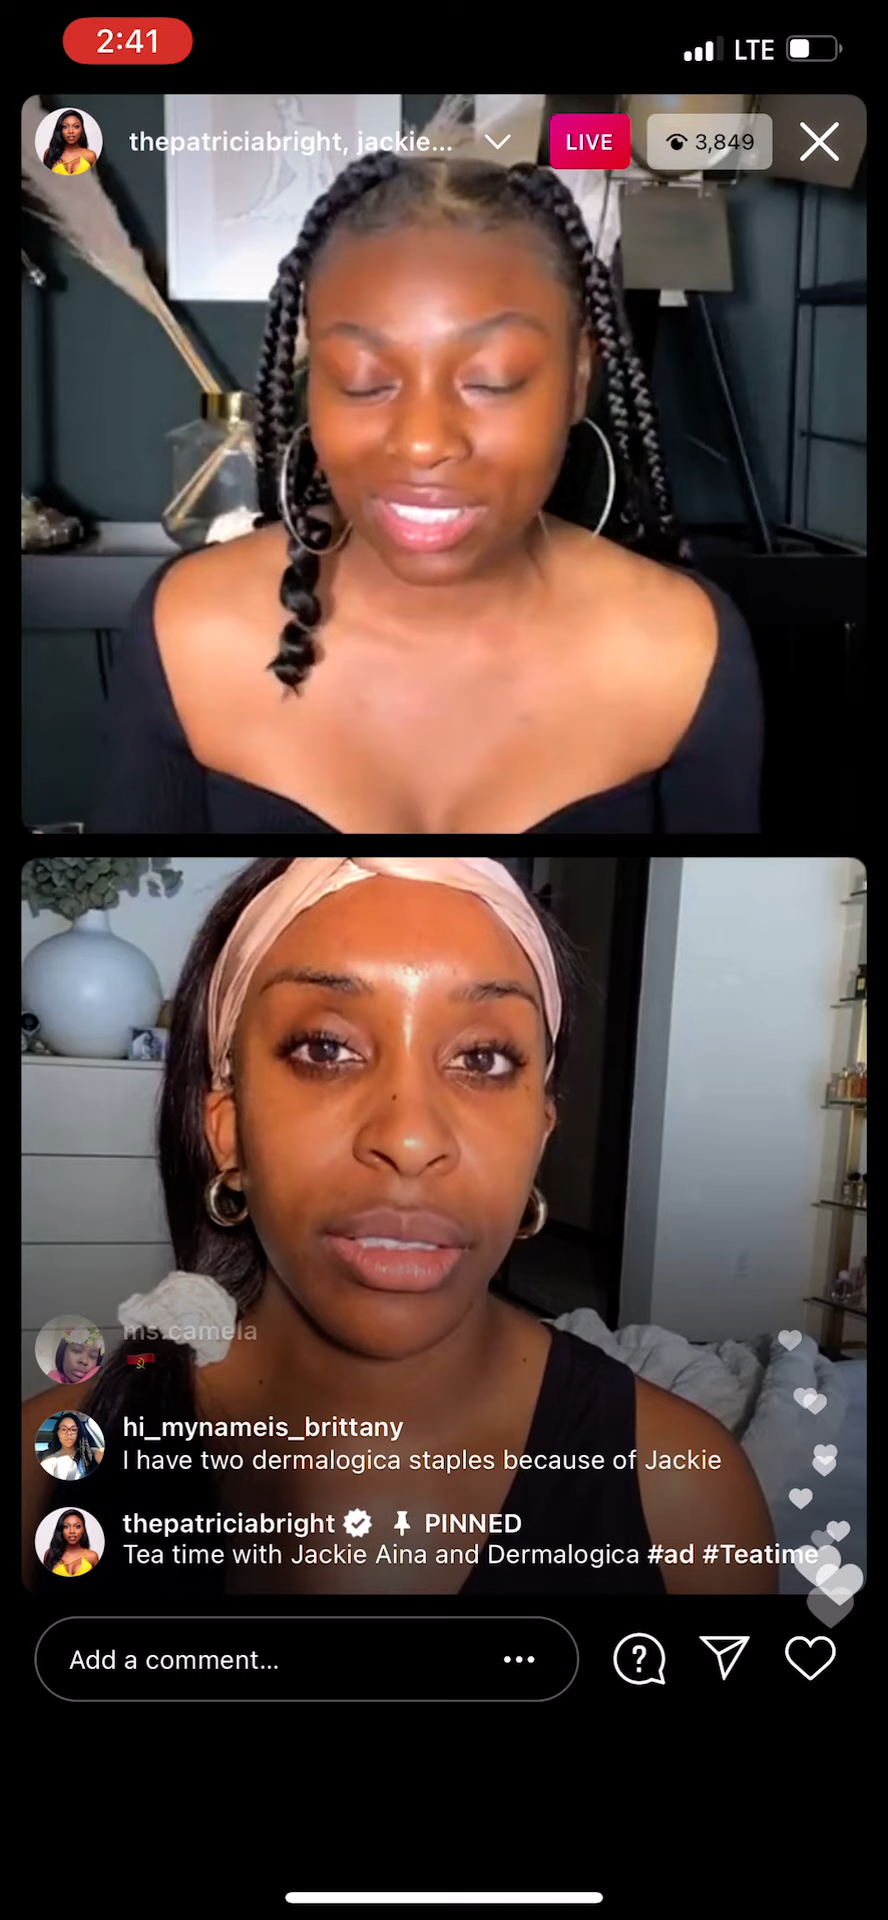 2:41
LTE
thepatriciabright, jackie...
LIVE
3,849
ms.camela
hi_mynameis_brittany
I have two dermalogica staples because of Jackie
thepatriciabright PINNED
Tea time with Jackie Aina and Dermalogica #ad #Teatime
Add a comment...